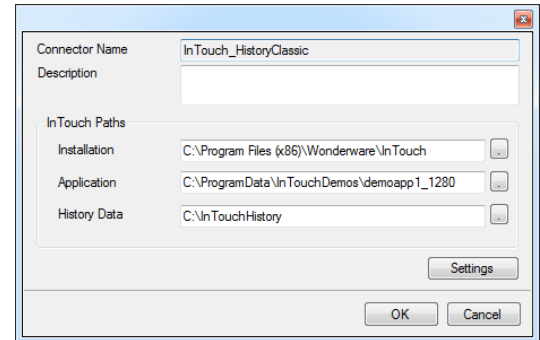 Connector Name InTouch_HistoryClassic
Description
InTouch Paths
Installation C:\Program Files (x86)\Wonderware\InTouch .
Application C:\ProgramData\InTouchDemos\demoapp1_1280 .
History Data C:\InTouchHistory .
Settings
OK Cancel